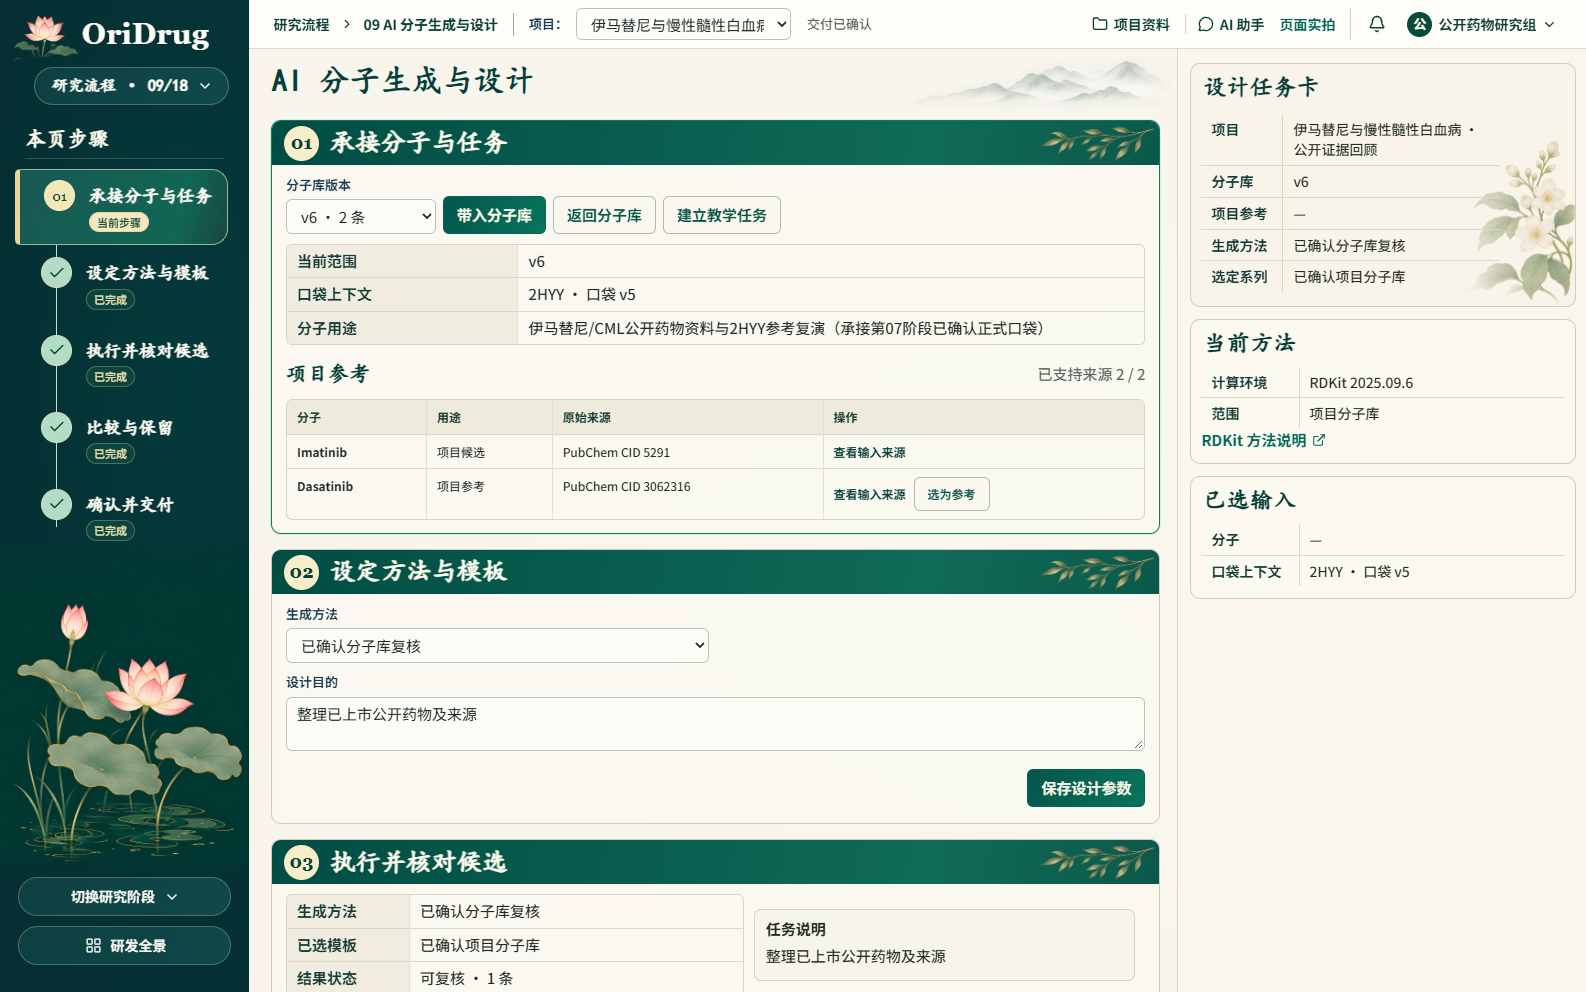 OriDrug
研究流程 • 09/18
本页步骤
01 承接分子与任务
当前步骤
设定方法与模板
已完成
执行并核对候选
已完成
比较与保留
已完成
确认并交付
已完成
切换研究阶段
研发全景
研究流程 > 09 AI 分子生成与设计 项目： 伊马替尼与慢性髓性白血病 交付已确认
项目资料 AI 助手 页面实拍 公 公开药物研究组
AI 分子生成与设计
01 承接分子与任务
分子库版本
v6 · 2 条 带入分子库 返回分子库 建立教学任务
当前范围 v6
口袋上下文 2HYY · 口袋 v5
分子用途 伊马替尼/CML公开药物资料与2HYY参考复演（承接第07阶段已确认正式口袋）
项目参考 已支持来源 2 / 2
分子 用途 原始来源 操作
Imatinib 项目候选 PubChem CID 5291 查看输入来源
Dasatinib 项目参考 PubChem CID 3062316 查看输入来源 选为参考
02 设定方法与模板
生成方法
已确认分子库复核
设计目的
整理已上市公开药物及来源
保存设计参数
03 执行并核对候选
生成方法 已确认分子库复核
已选模板 已确认项目分子库
结果状态 可复核 · 1 条
任务说明
整理已上市公开药物及来源
设计任务卡
项目 伊马替尼与慢性髓性白血病 ·
公开证据回顾
分子库 v6
项目参考 —
生成方法 已确认分子库复核
选定系列 已确认项目分子库
当前方法
计算环境 RDKit 2025.09.6
范围 项目分子库
RDKit 方法说明
已选输入
分子 —
口袋上下文 2HYY · 口袋 v5